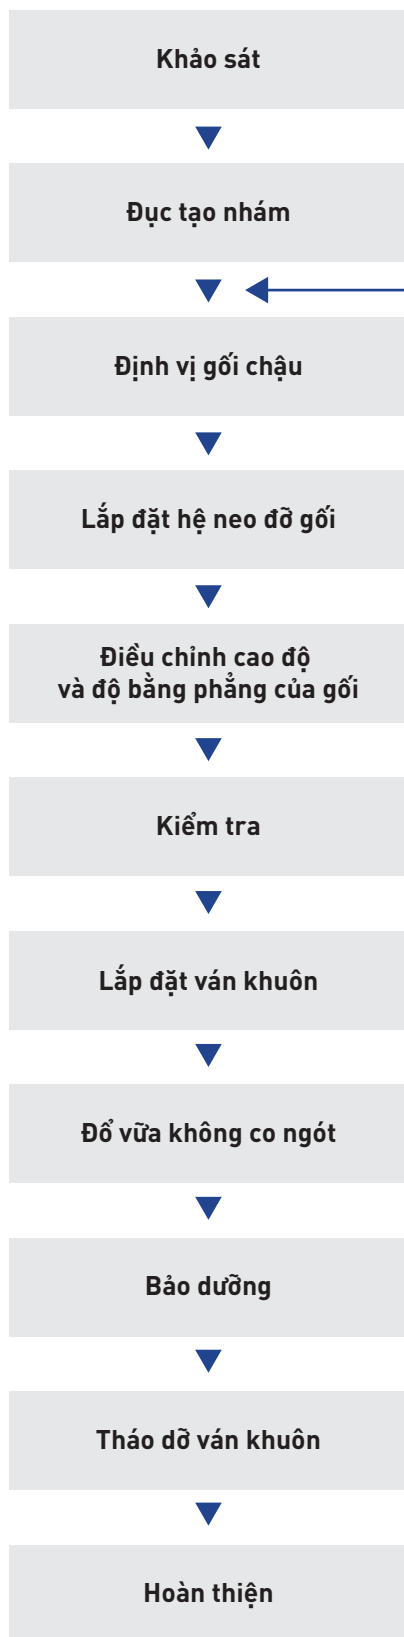 Khảo sát
Đục tạo nhám
Định vị gối chậu
Lắp đặt hệ neo đỡ gối
Điều chỉnh cao độ
và độ bằng phẳng của gối
Kiểm tra
Lắp đặt ván khuôn
Đổ vữa không co ngót
Bảo dưỡng
Tháo dỡ ván khuôn
Hoàn thiện